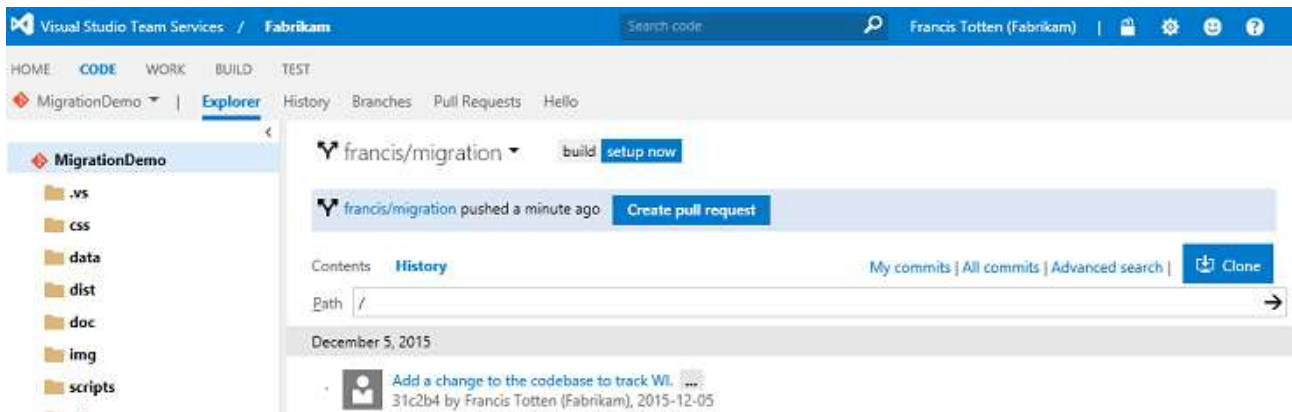 Visual Studio Team Services / Fabrikam Search code Francis Totten (Fabrikam) |
HOME CODE WORK BUILD TEST
MigrationDemo | Explorer History Branches Pull Requests Hello
MigrationDemo
francis/migration build setup now
.vs
francis/migration pushed a minute ago Create pull request
css
data
Contents History My commits | All commits | Advanced search | Clone
dist
Path /
doc
December 5, 2015
img
scripts
Add a change to the codebase to track WI. ...
31c2b4 by Francis Totten (Fabrikam), 2015-12-05